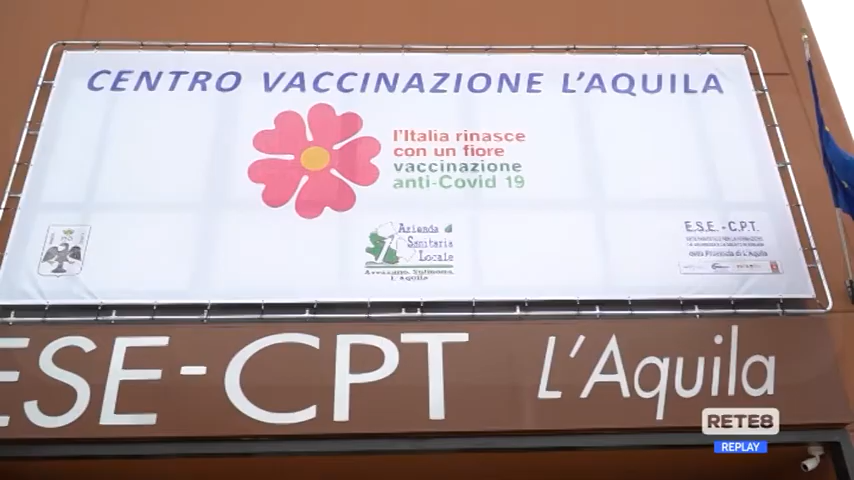 CENTRO VACCINAZIONE L'AQUILA
l'Italia rinasce
con un fiore
vaccinazione
anti-Covid 19
Azienda
Sanitaria
Locale
Avezzano, Sulmona,
L'Aquila
E.S.E. - C.P.T.
della Provincia di L'Aquila
ESE-CPT L'Aquila
RETE8
REPLAY